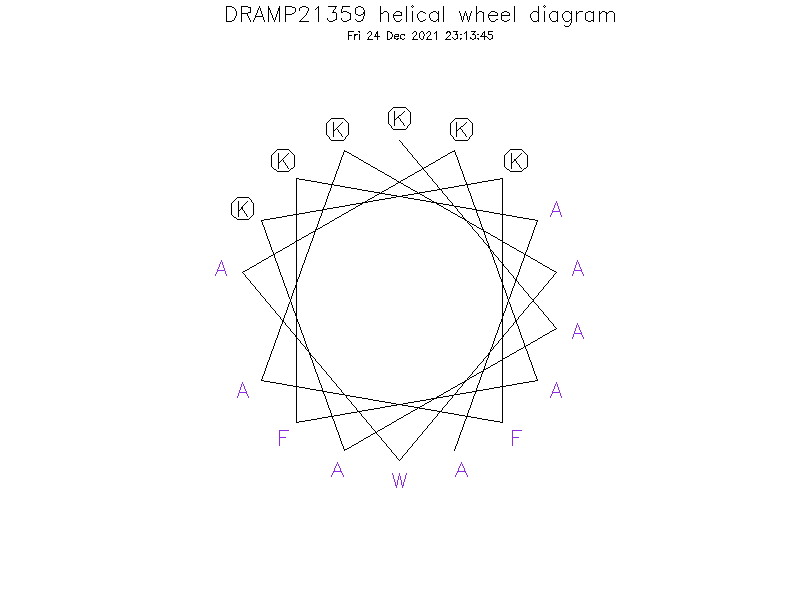 DRAMP21359 helical wheel diagram
Fri 24 Dec 2021 23:13:45
K
K K
K K
K A
A A
A
A A
F F
A A
W